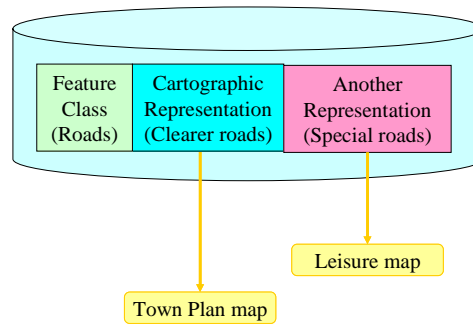 Feature
Class
(Roads)
Cartographic
Representation
(Clearer roads)
Another
Representation
(Special roads)
Leisure map
Town Plan map